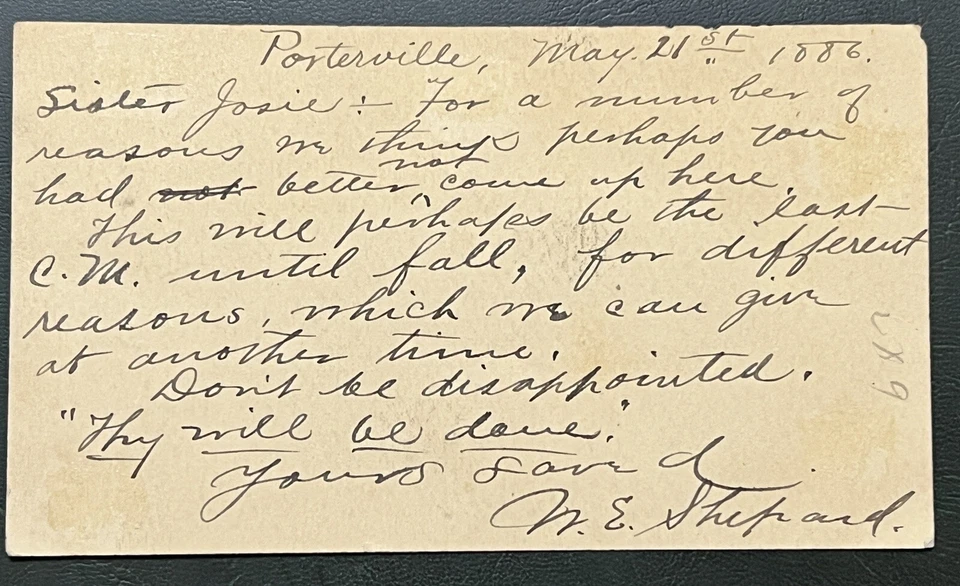 Porterville, May. 21st 1886.
Sister Josie:- For a number of
reasons we think perhaps you
had not better not come up here.
This will perhaps be the last
C. M. until fall, for different
reasons, which we can give
at another time.
Don't be disappointed.
"Thy will be done."
Yours saved
W. E. Shepard.